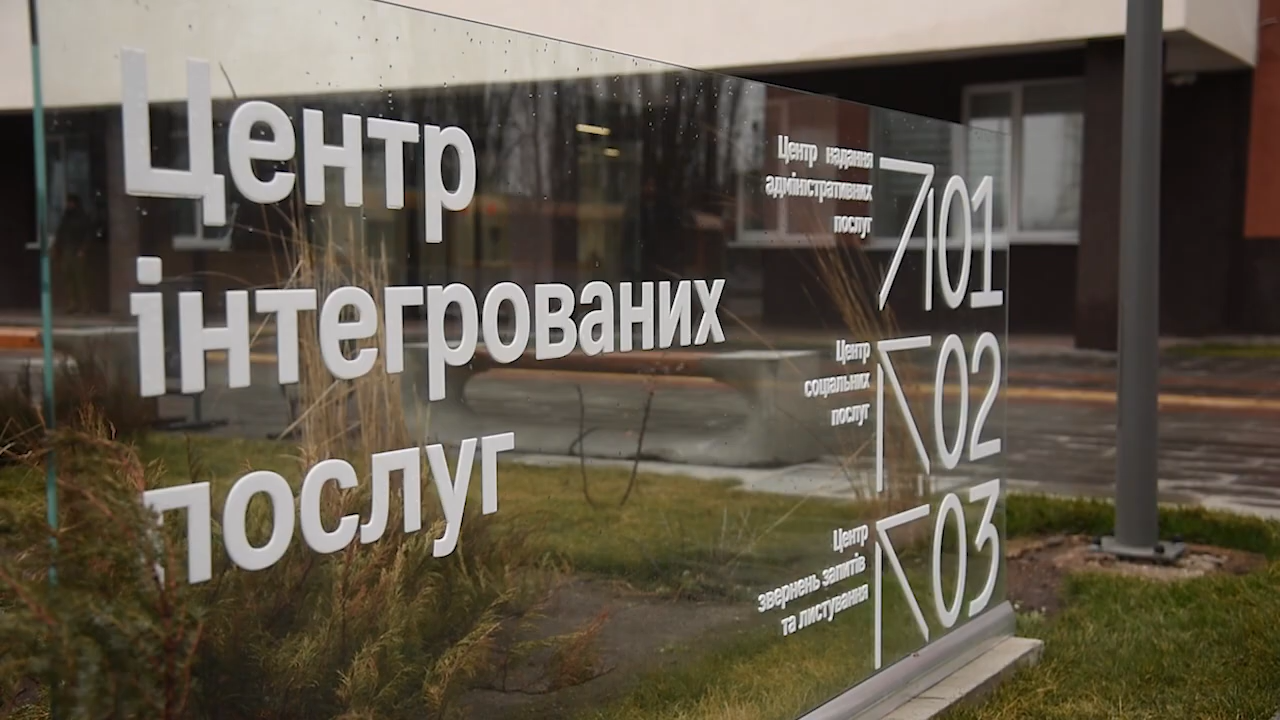 Центр
інтегрованих
послуг
Центр надання
адміністративних
послуг
01
Центр
соціальних
послуг
02
Центр
звернень запитів
та листування
03